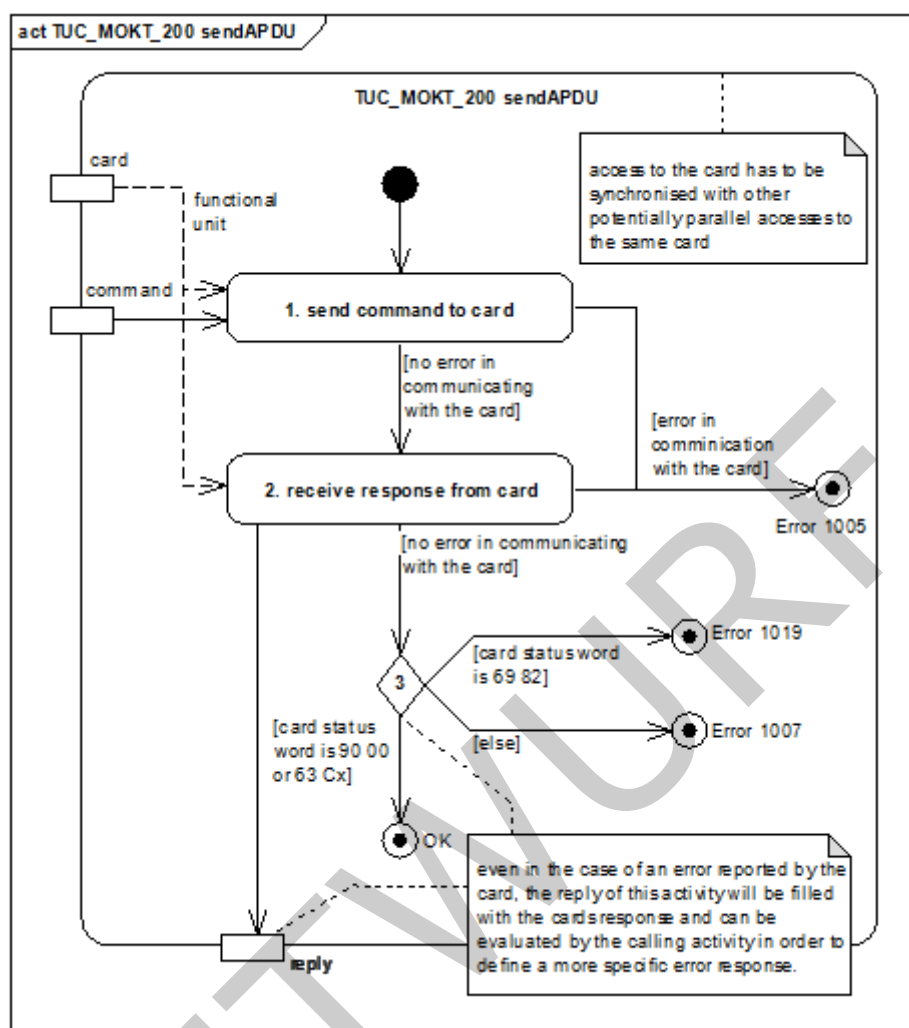 act TUC_MOKT_200 sendAPDU
TUC_MOKT_200 sendAPDU
card
functional
unit
access to the card has to be
synchronised with other
potentially parallel accesses to
the same card
command
1. send command to card
[no error in
communicating
with the card]
[error in
comminication
with the card]
2. receive response from card
Error 1005
[no error in communicating
with the card]
Error 1019
[card status word
is 69 82]
3
[card status
word is 90 00
or 63 Cx]
[else]
Error 1007
OK
even in the case of an error reported by the
card, the reply of this activity will be filled
with the cards response and can be
evaluated by the calling activity in order to
define a more specific error response.
reply
TWURF